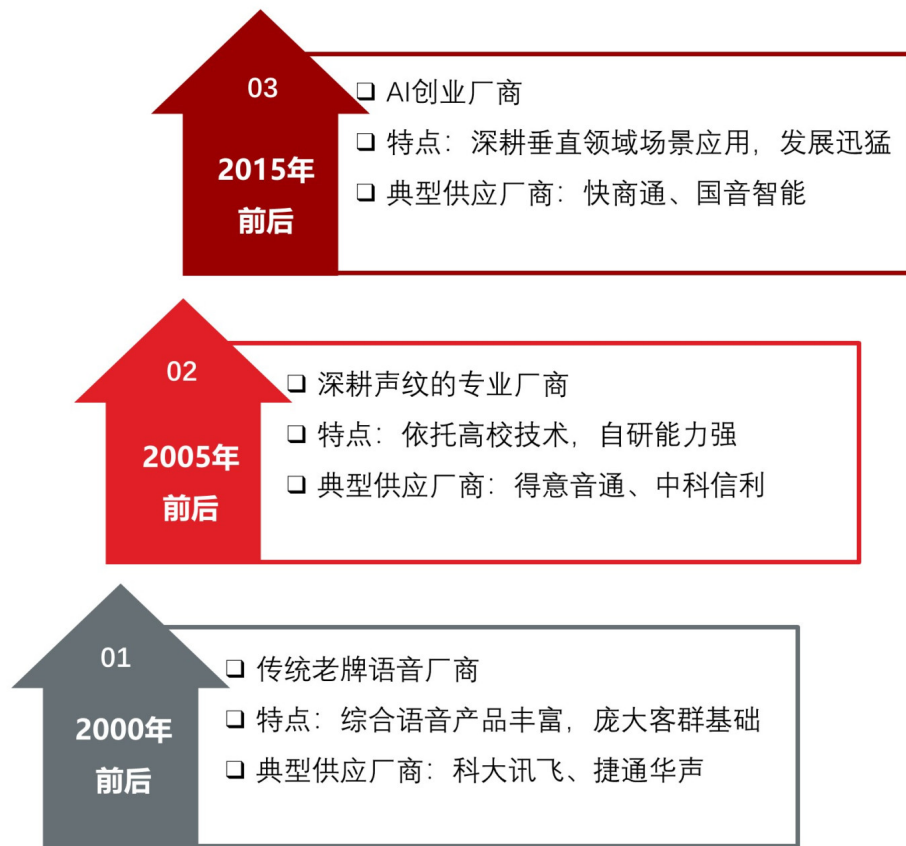 03
2015年
前后
AI创业厂商
特点：深耕垂直领域场景应用，发展迅猛
典型供应厂商：快商通、国音智能
02
2005年
前后
深耕声纹的专业厂商
特点：依托高校技术，自研能力强
典型供应厂商：得意音通、中科信利
01
2000年
前后
传统老牌语音厂商
特点：综合语音产品丰富，庞大客群基础
典型供应厂商：科大讯飞、捷通华声